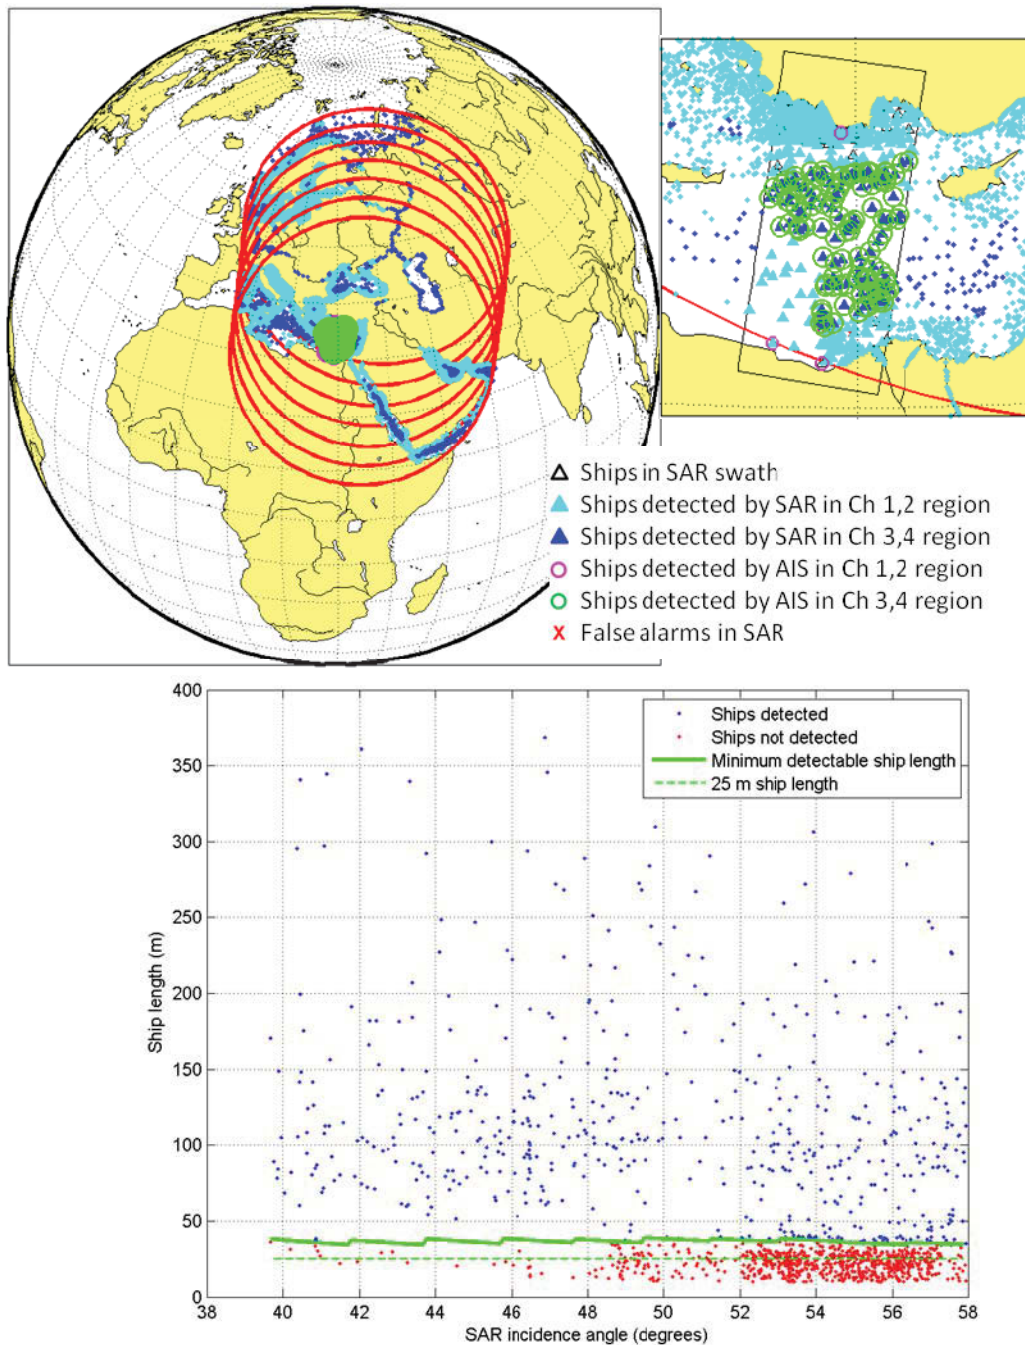 Ships in SAR swath
Ships detected by SAR in Ch 1,2 region
Ships detected by SAR in Ch 3,4 region
Ships detected by AIS in Ch 1,2 region
Ships detected by AIS in Ch 3,4 region
False alarms in SAR
400
350
300
250
200
150
100
50
0
Ship length (m)
Ships detected
Ships not detected
Minimum detectable ship length
25 m ship length
38 40 42 44 46 48 50 52 54 56 58
SAR incidence angle (degrees)